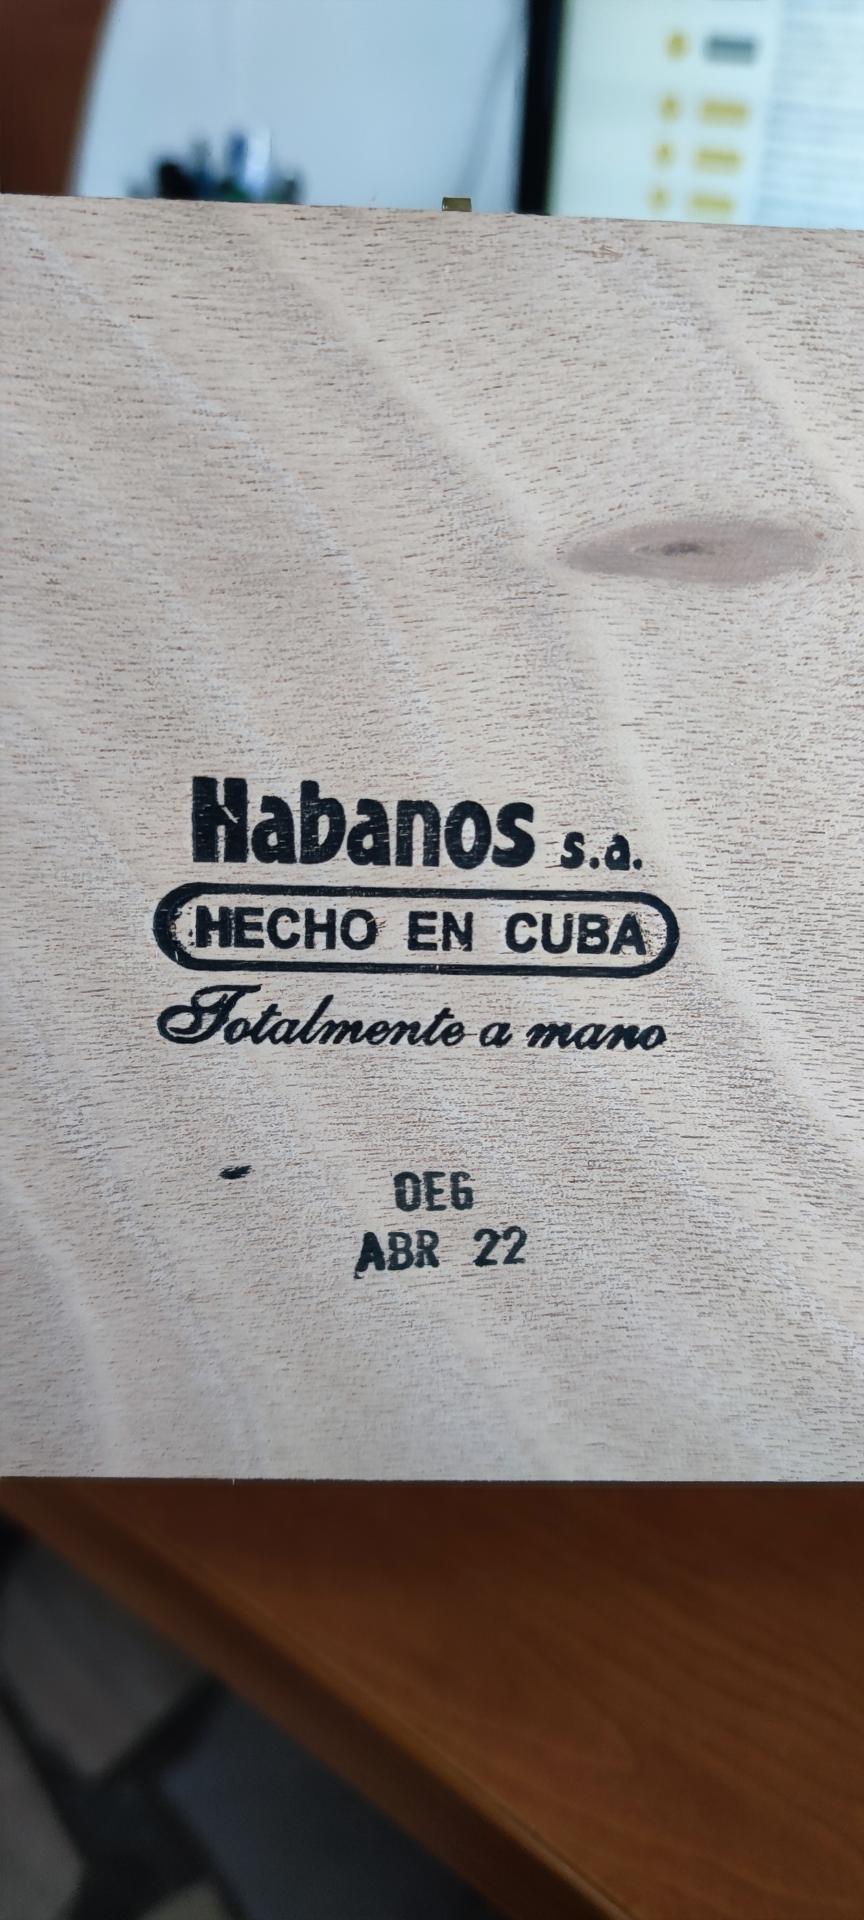 Habanos s.a.
HECHO EN CUBA
Totalmente a mano
OEG
ABR 22